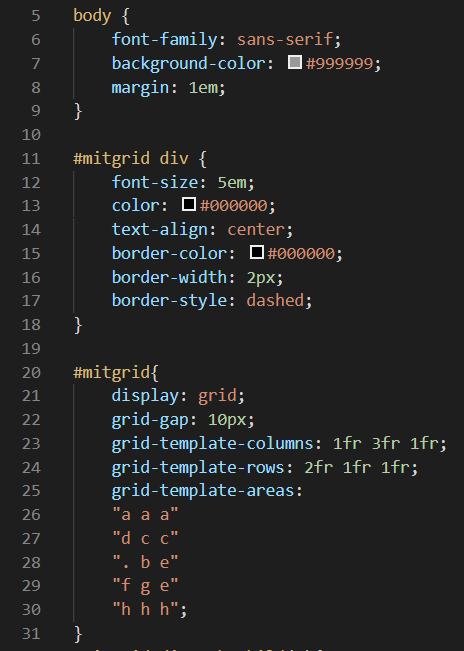 5 body {
6 font-family: sans-serif;
7 background-color: #999999;
8 margin: 1em;
9 }
10
11 #mitgrid div {
12 font-size: 5em;
13 color: #000000;
14 text-align: center;
15 border-color: #000000;
16 border-width: 2px;
17 border-style: dashed;
18 }
19
20 #mitgrid{
21 display: grid;
22 grid-gap: 10px;
23 grid-template-columns: 1fr 3fr 1fr;
24 grid-template-rows: 2fr 1fr 1fr;
25 grid-template-areas:
26 "a a a"
27 "d c c"
28 ". b e"
29 "f g e"
30 "h h h";
31 }